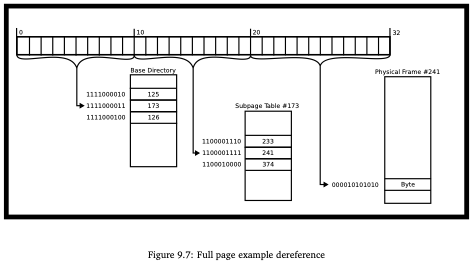 0 10 20 32
Base Directory
1111000010 125
1111000011 173
1111000100 126
Subpage Table #173
1100001110 233
1100001111 241
1100010000 374
Physical Frame #241
000010101010 Byte
Figure 9.7: Full page example dereference